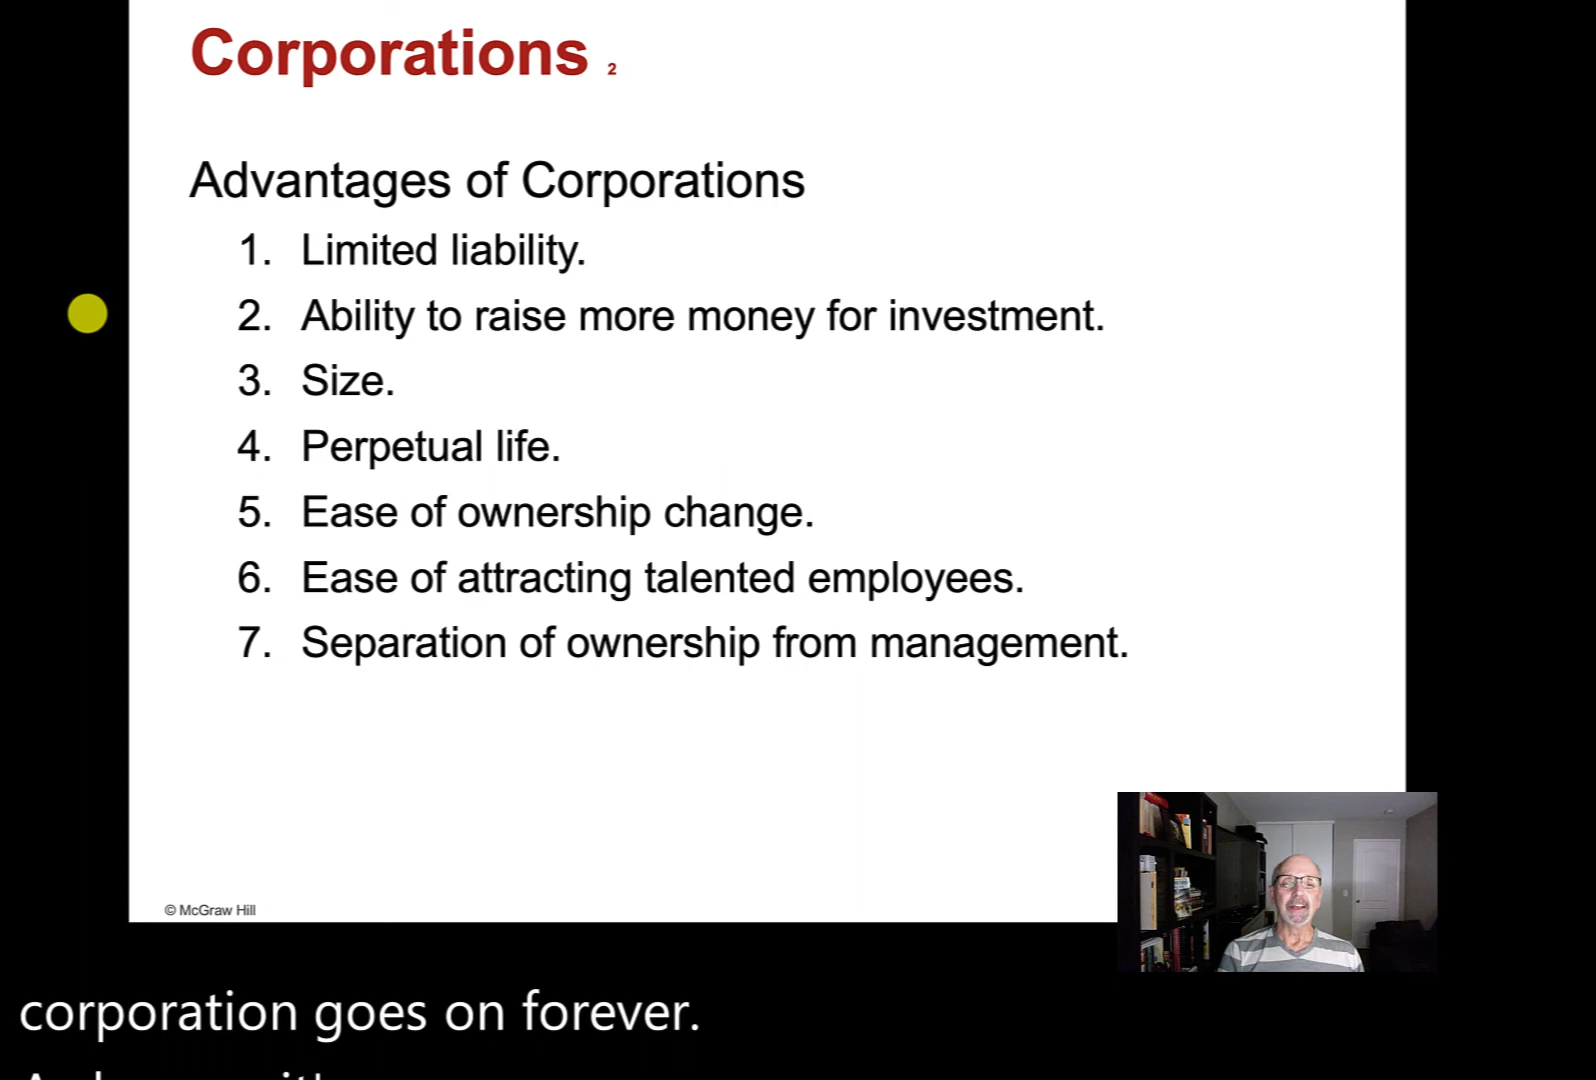 Corporations 2
Advantages of Corporations
1. Limited liability.
2. Ability to raise more money for investment.
3. Size.
4. Perpetual life.
5. Ease of ownership change.
6. Ease of attracting talented employees.
7. Separation of ownership from management.
© McGraw Hill
corporation goes on forever.